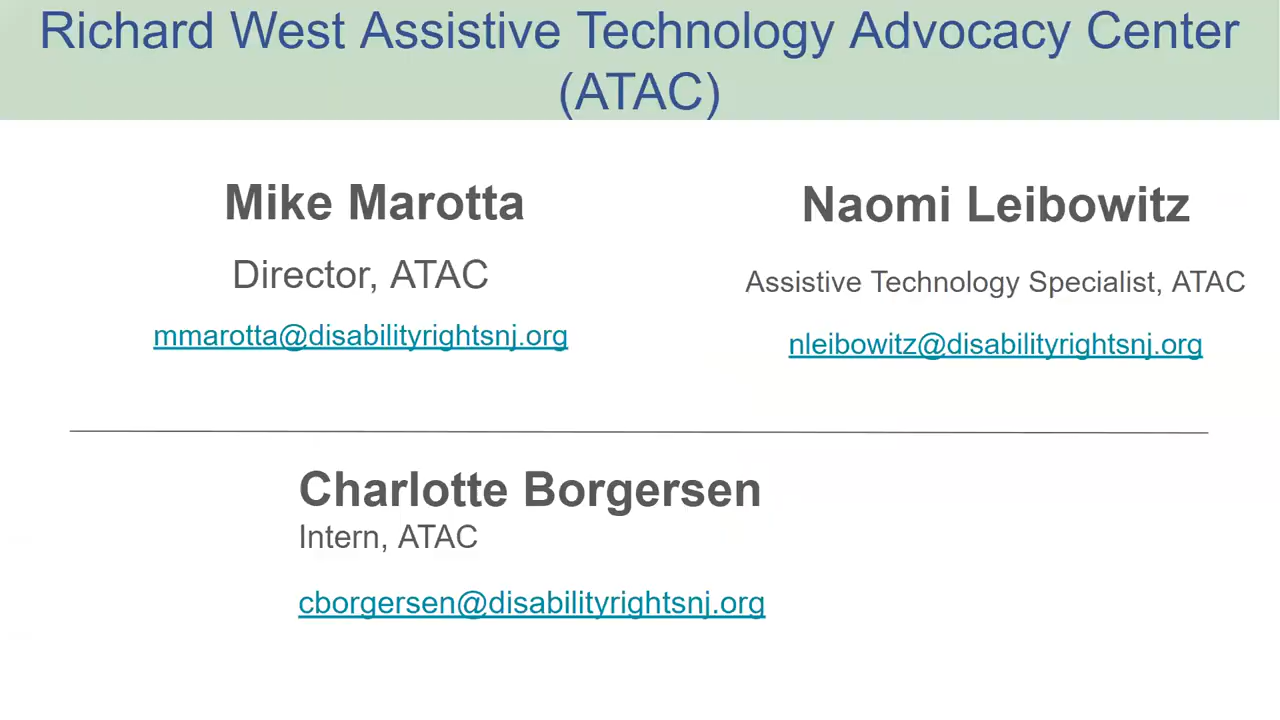 Richard West Assistive Technology Advocacy Center
(ATAC)
Mike Marotta
Director, ATAC
mmarotta@disabilityrightsnj.org
Naomi Leibowitz
Assistive Technology Specialist, ATAC
nleibowitz@disabilityrightsnj.org
Charlotte Borgersen
Intern, ATAC
cborgersen@disabilityrightsnj.org